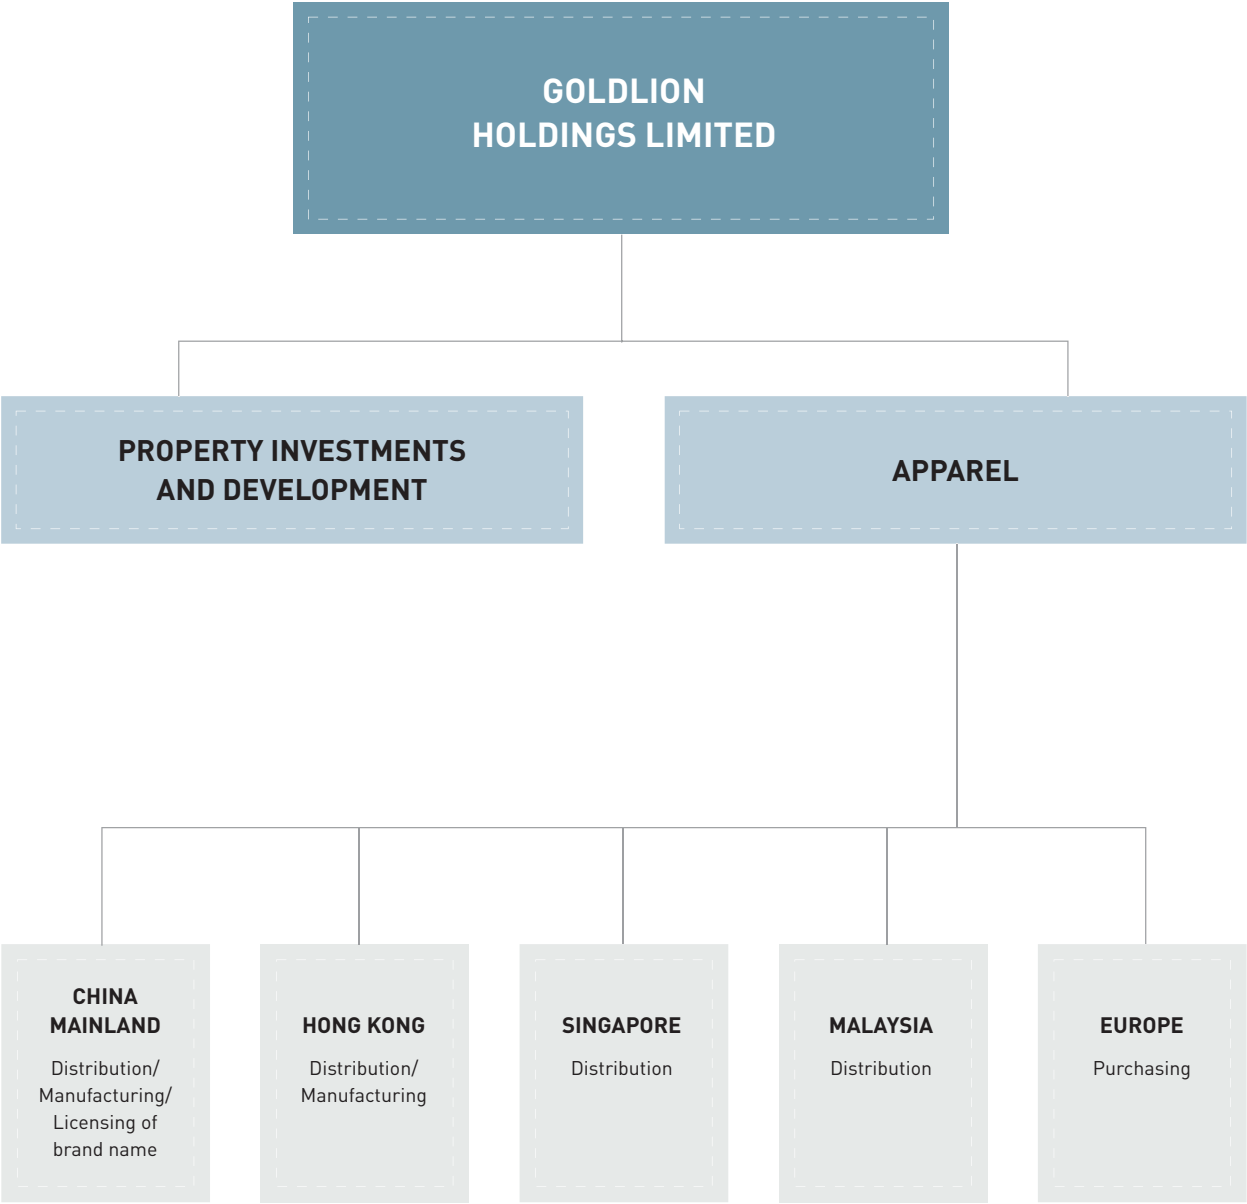 GOLDLION
HOLDINGS LIMITED
PROPERTY INVESTMENTS
AND DEVELOPMENT
APPAREL
CHINA
MAINLAND
Distribution/
Manufacturing/
Licensing of
brand name
HONG KONG
Distribution/
Manufacturing
SINGAPORE
Distribution
MALAYSIA
Distribution
EUROPE
Purchasing